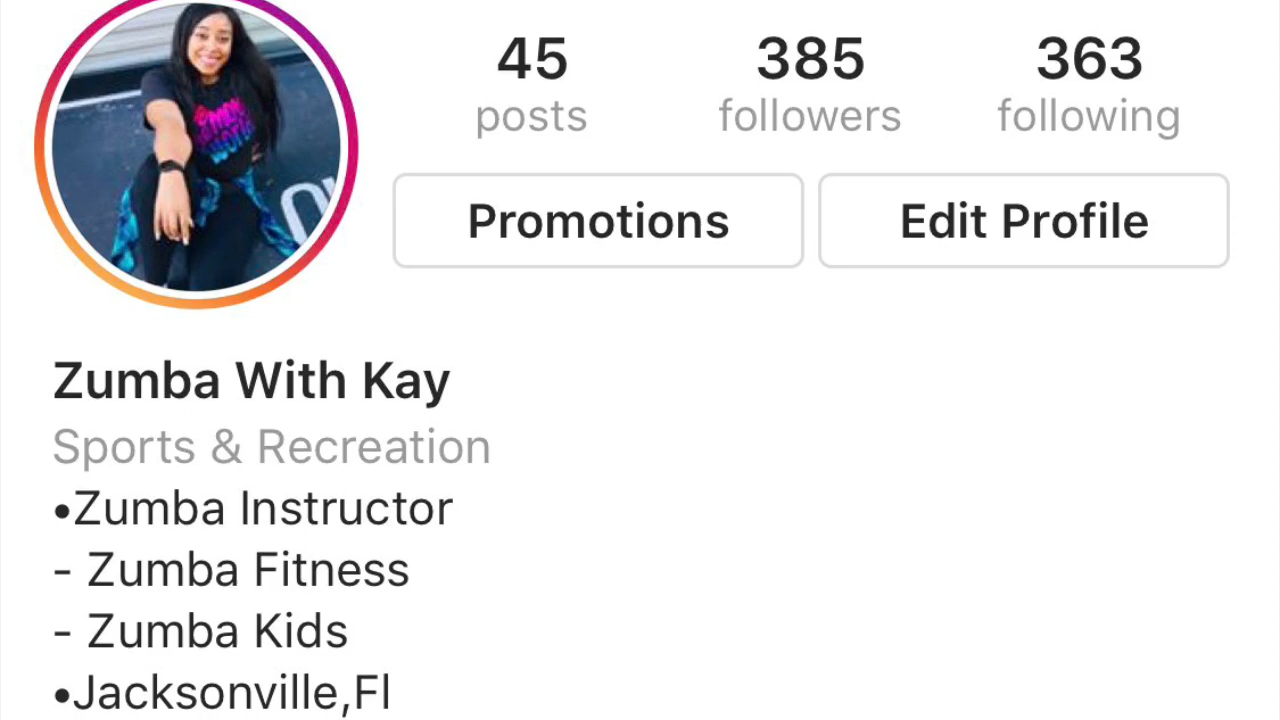 45 385 363
posts followers following
Promotions Edit Profile
Zumba With Kay
Sports & Recreation
•Zumba Instructor
- Zumba Fitness
- Zumba Kids
•Jacksonville,Fl